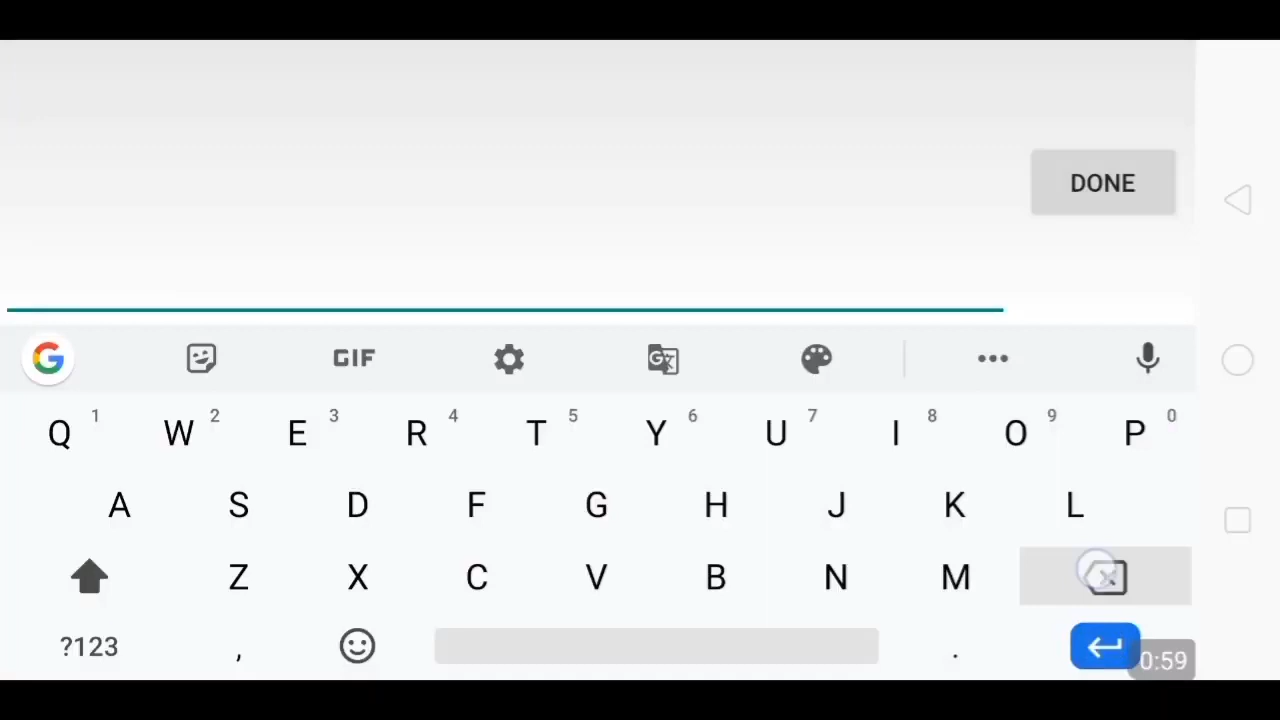 DONE
G GIF G
Q 1 W 2 E 3 R 4 T 5 Y 6 U 7 I 8 O 9 P 0
A S D F G H J K L
Z X C V B N M
?123 , . 0:59